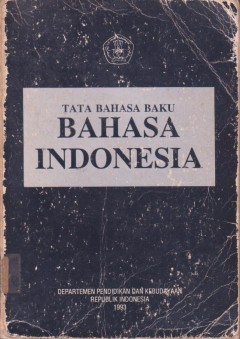 TATA BAHASA BAKU
BAHASA
INDONESIA
DEPARTEMEN PENDIDIKAN DAN KEBUDAYAAN
REPUBLIK INDONESIA
1993